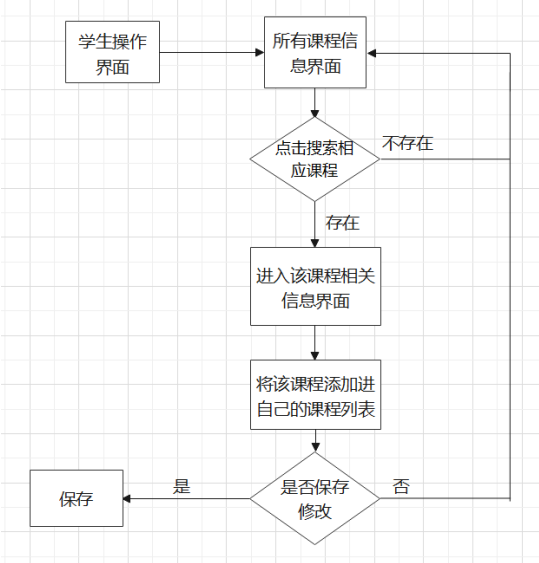 学生操作
界面
所有课程信
息界面
点击搜索相
应课程
不存在
存在
进入该课程相关
信息界面
将该课程添加进
自己的课程列表
保存
是
是否保存
修改
否